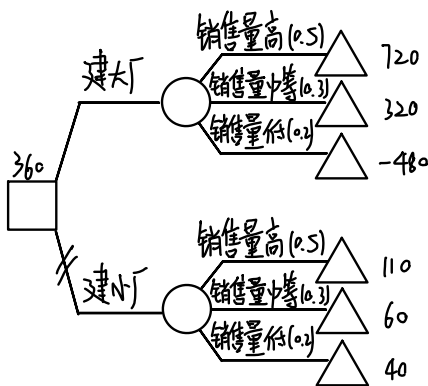 销售量高(0.5)
720
建大厂
销售量中等(0.3)
320
销售量低(0.2)
-480
360
销售量高(0.5)
110
建小厂
销售量中等(0.3)
60
销售量低(0.2)
40